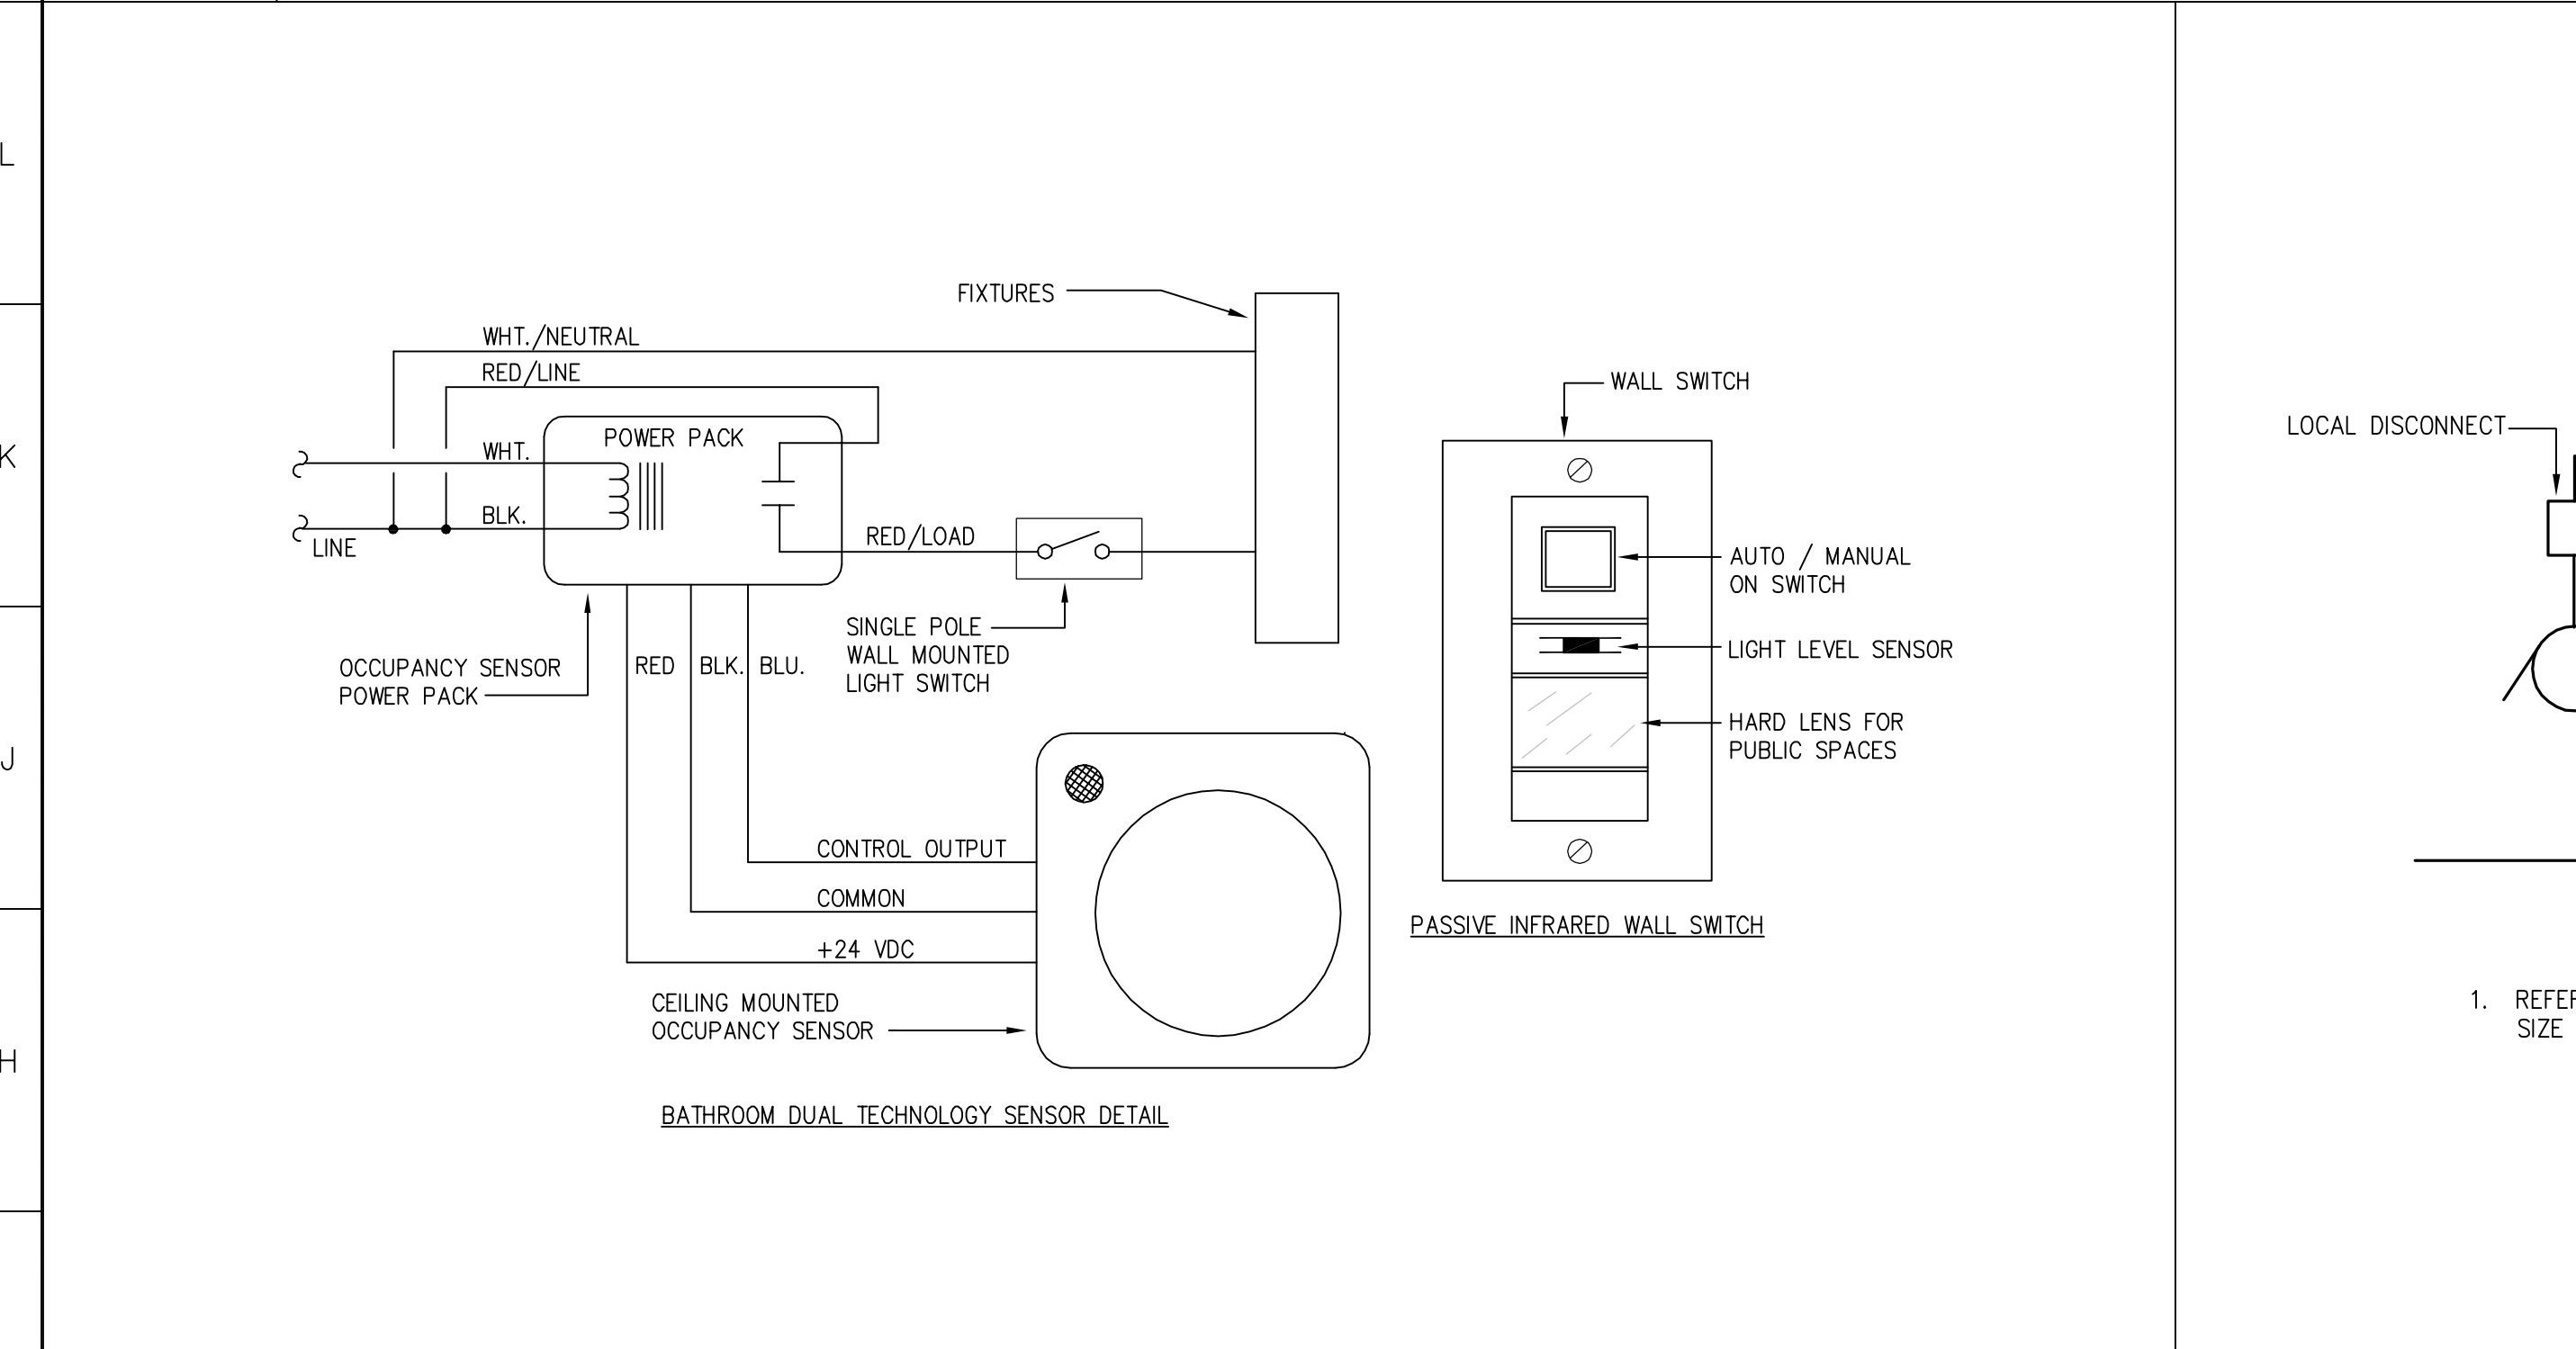 L
K
J
H
FIXTURES
WHT./NEUTRAL
RED/LINE
POWER PACK
WHT.
BLK.
LINE
RED/LOAD
SINGLE POLE
WALL MOUNTED
LIGHT SWITCH
OCCUPANCY SENSOR
POWER PACK
RED
BLK.
BLU.
CONTROL OUTPUT
COMMON
+24 VDC
CEILING MOUNTED
OCCUPANCY SENSOR
BATHROOM DUAL TECHNOLOGY SENSOR DETAIL
WALL SWITCH
AUTO / MANUAL
ON SWITCH
LIGHT LEVEL SENSOR
HARD LENS FOR
PUBLIC SPACES
PASSIVE INFRARED WALL SWITCH
LOCAL DISCONNECT
1.
SIZE